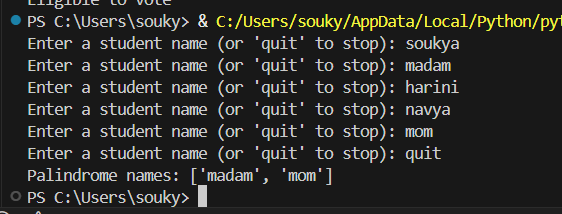 Eligible to vote
PS C:\Users\souky> & C:/Users/souky/AppData/Local/Python/pyt
Enter a student name (or 'quit' to stop): soukya
Enter a student name (or 'quit' to stop): madam
Enter a student name (or 'quit' to stop): harini
Enter a student name (or 'quit' to stop): navya
Enter a student name (or 'quit' to stop): mom
Enter a student name (or 'quit' to stop): quit
Palindrome names: ['madam', 'mom']
PS C:\Users\souky>